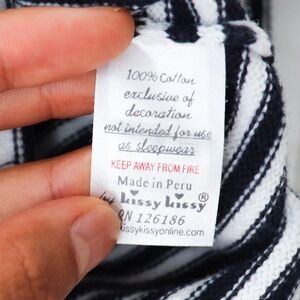 100% Cotton
exclusive of
decoration
not intended for use
as sleepwear
KEEP AWAY FROM FIRE
Made in Peru
by kissy kissy ®
RN 126186
kissykissyonline.com